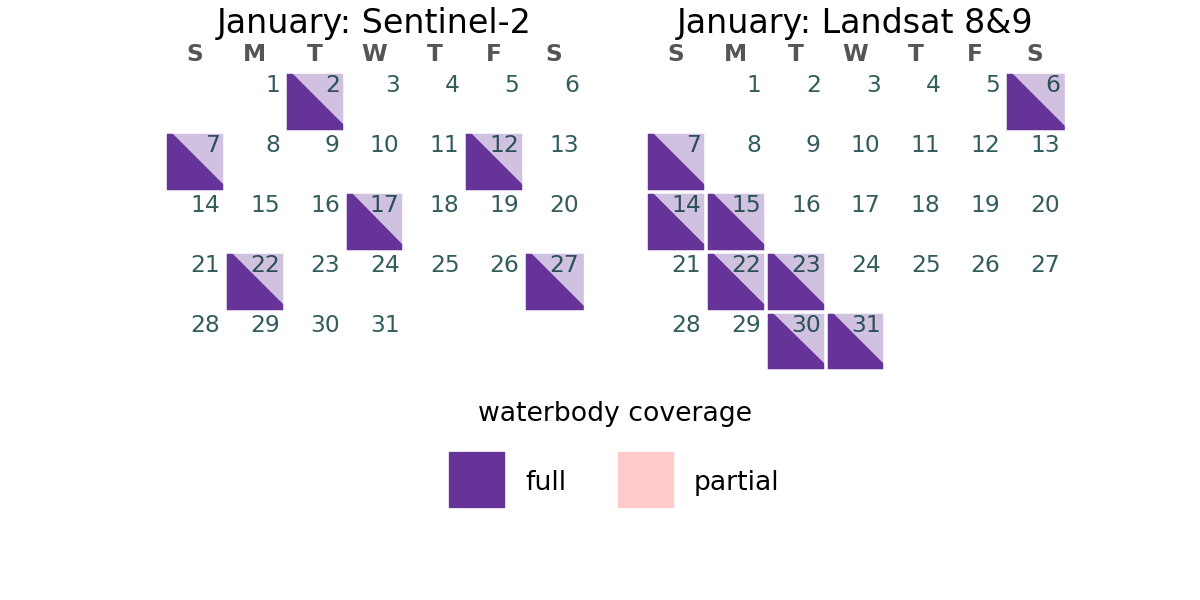 January: Sentinel-2
S M T W T F S
1 2 3 4 5 6
7 8 9 10 11 12 13
14 15 16 17 18 19 20
21 22 23 24 25 26 27
28 29 30 31
January: Landsat 8&9
S M T W T F S
1 2 3 4 5 6
7 8 9 10 11 12 13
14 15 16 17 18 19 20
21 22 23 24 25 26 27
28 29 30 31
waterbody coverage
full partial